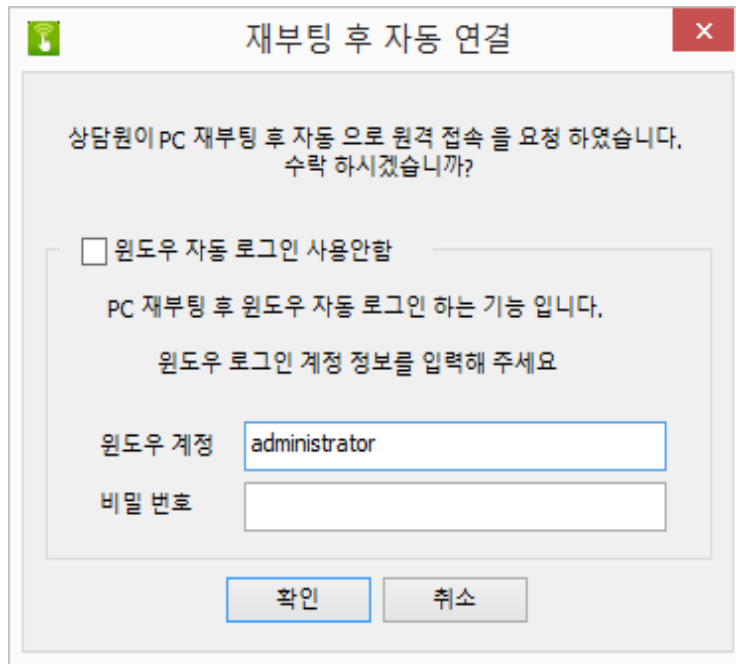 재부팅 후 자동 연결
상담원이 PC 재부팅 후 자동 으로 원격 접속 을 요청 하였습니다.
수락 하시겠습니까?
윈도우 자동 로그인 사용안함
PC 재부팅 후 윈도우 자동 로그인 하는 기능 입니다.
윈도우 로그인 계정 정보를 입력해 주세요
윈도우 계정 administrator
비밀 번호
확인 취소